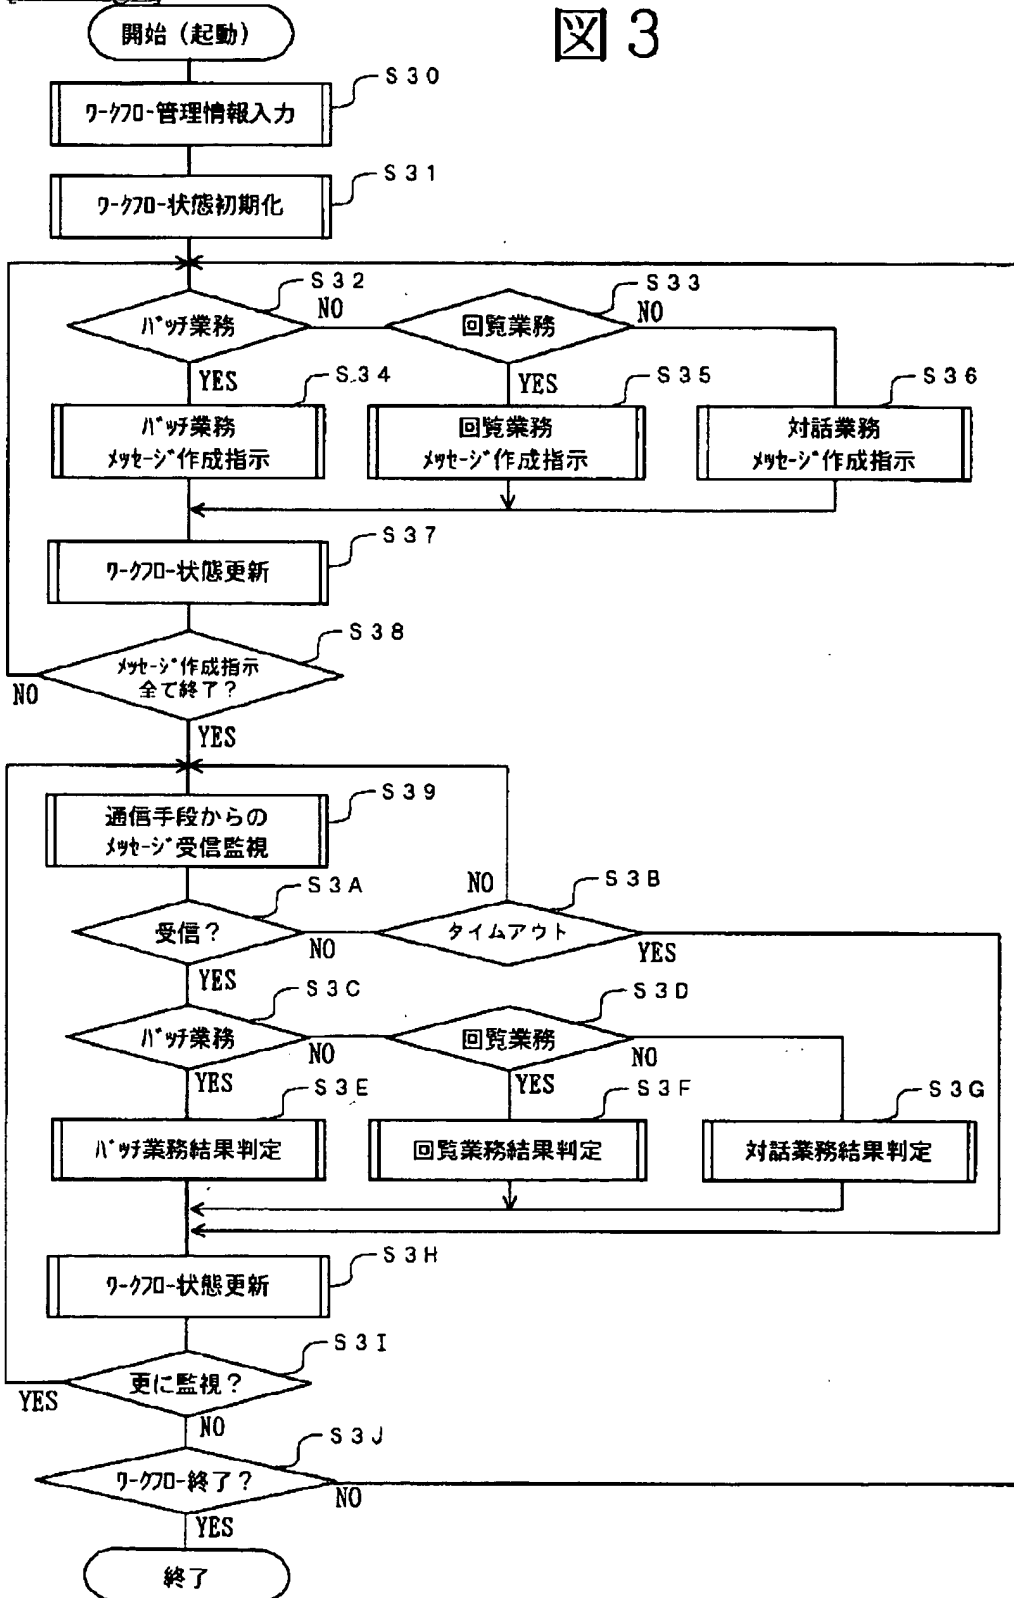 図3
開始（起動）
S30
ワークフロー管理情報入力
S31
ワークフロー状態初期化
S32
バッチ業務
NO
S33
回覧業務
NO
YES
S34
YES
S35
S36
バッチ業務
メッセージ作成指示
回覧業務
メッセージ作成指示
対話業務
メッセージ作成指示
S37
ワークフロー状態更新
S38
メッセージ作成指示
全て終了？
NO
YES
S39
通信手段からの
メッセージ受信監視
S3A
受信？
NO
NO
S3B
タイムアウト
YES
YES
S3C
バッチ業務
NO
S3D
回覧業務
NO
YES
S3E
YES
S3F
S3G
バッチ業務結果判定
回覧業務結果判定
対話業務結果判定
S3H
ワークフロー状態更新
S3I
更に監視？
YES
NO
S3J
ワークフロー終了？
NO
YES
終了